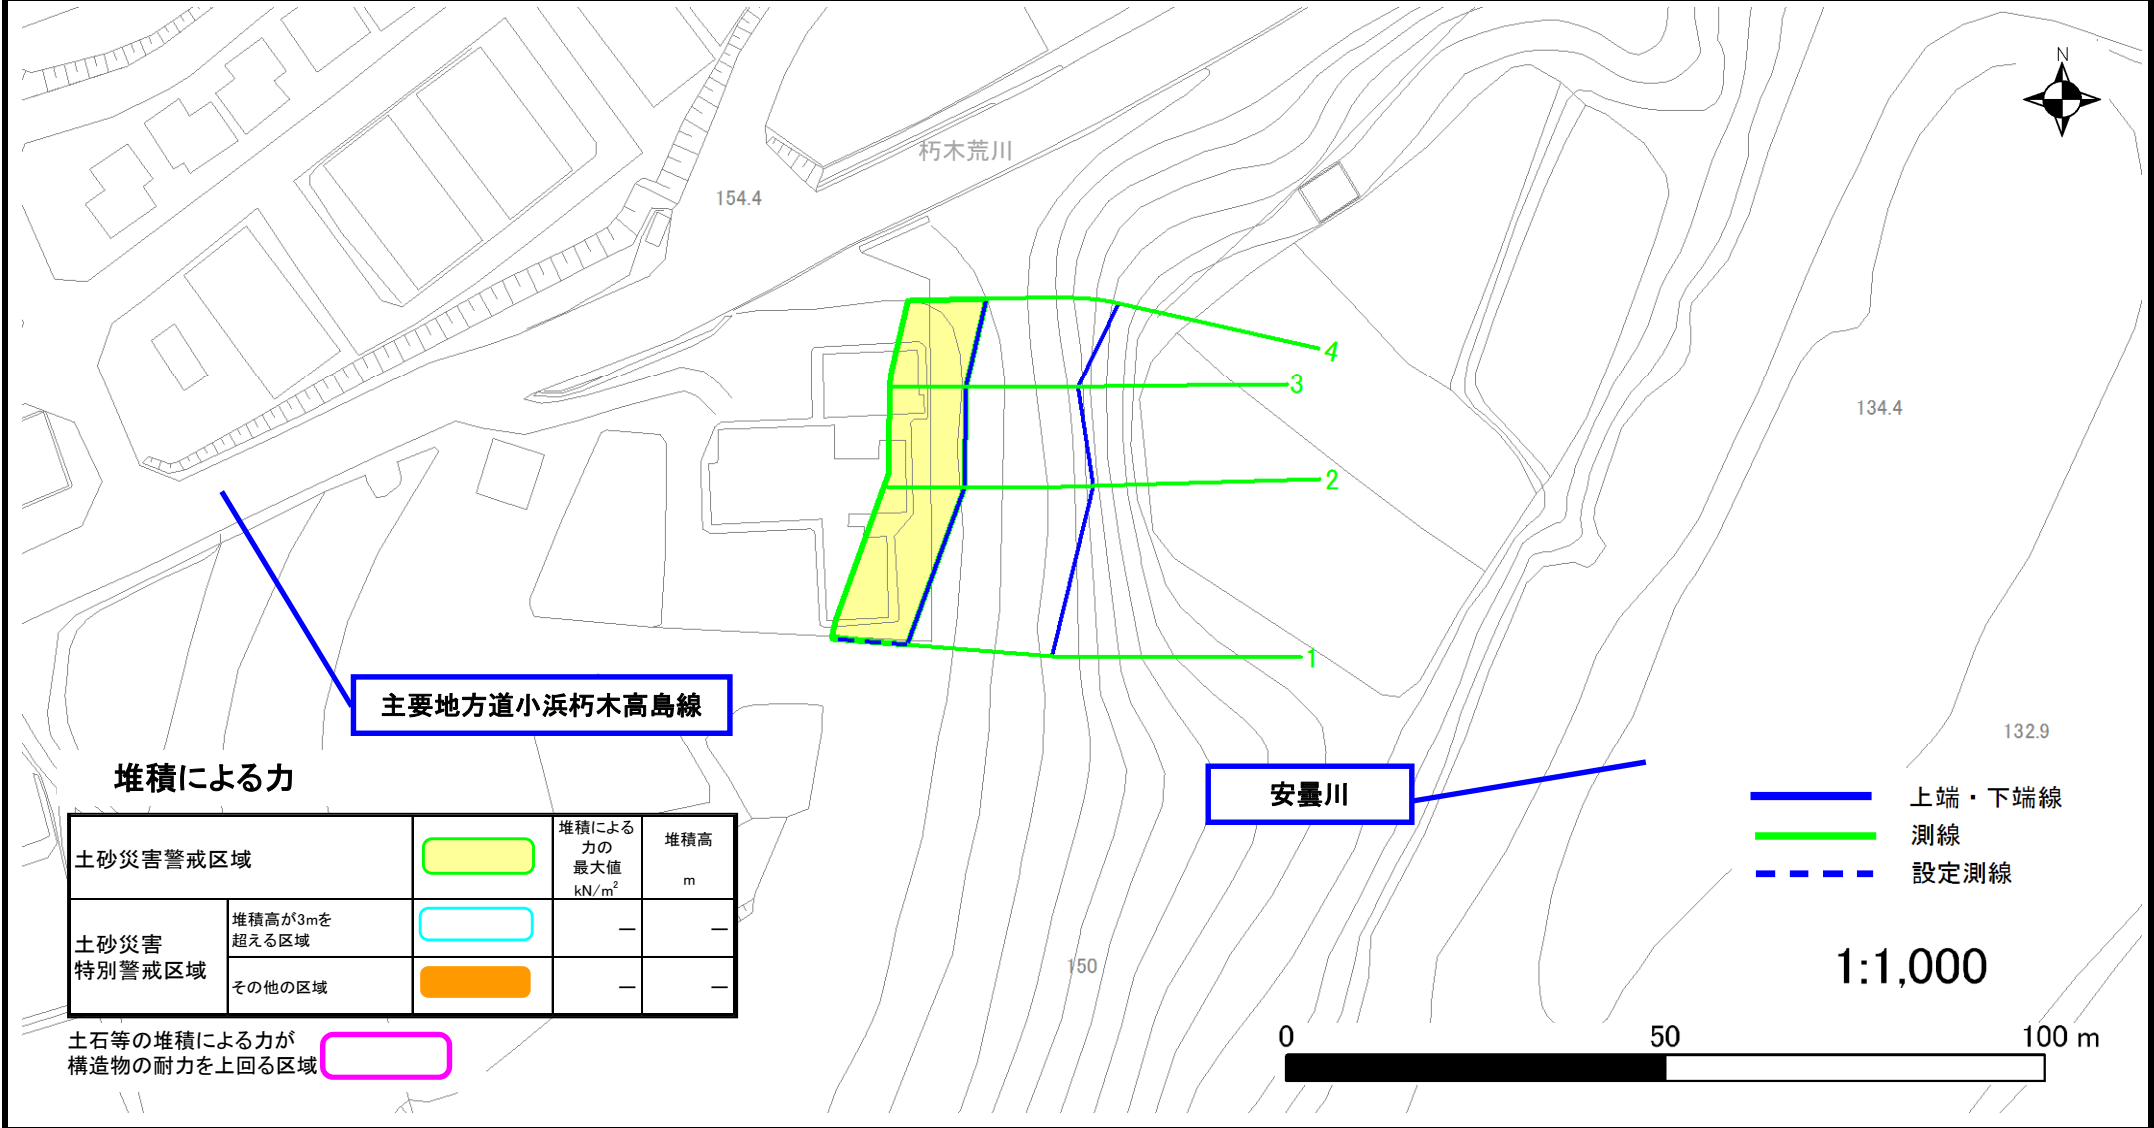 N
朽木荒川
154.4
4
3
134.4
2
1
主要地方道小浜朽木高島線
132.9
安曇川
堆積による力
土砂災害警戒区域
堆積による
力の
最大値
kN/m²
堆積高
m
土砂災害
特別警戒区域
堆積高が3mを
超える区域
—
—
その他の区域
—
—
土石等の堆積による力が
構造物の耐力を上回る区域
150
上端・下端線
測線
設定測線
1:1,000
0 50 100 m